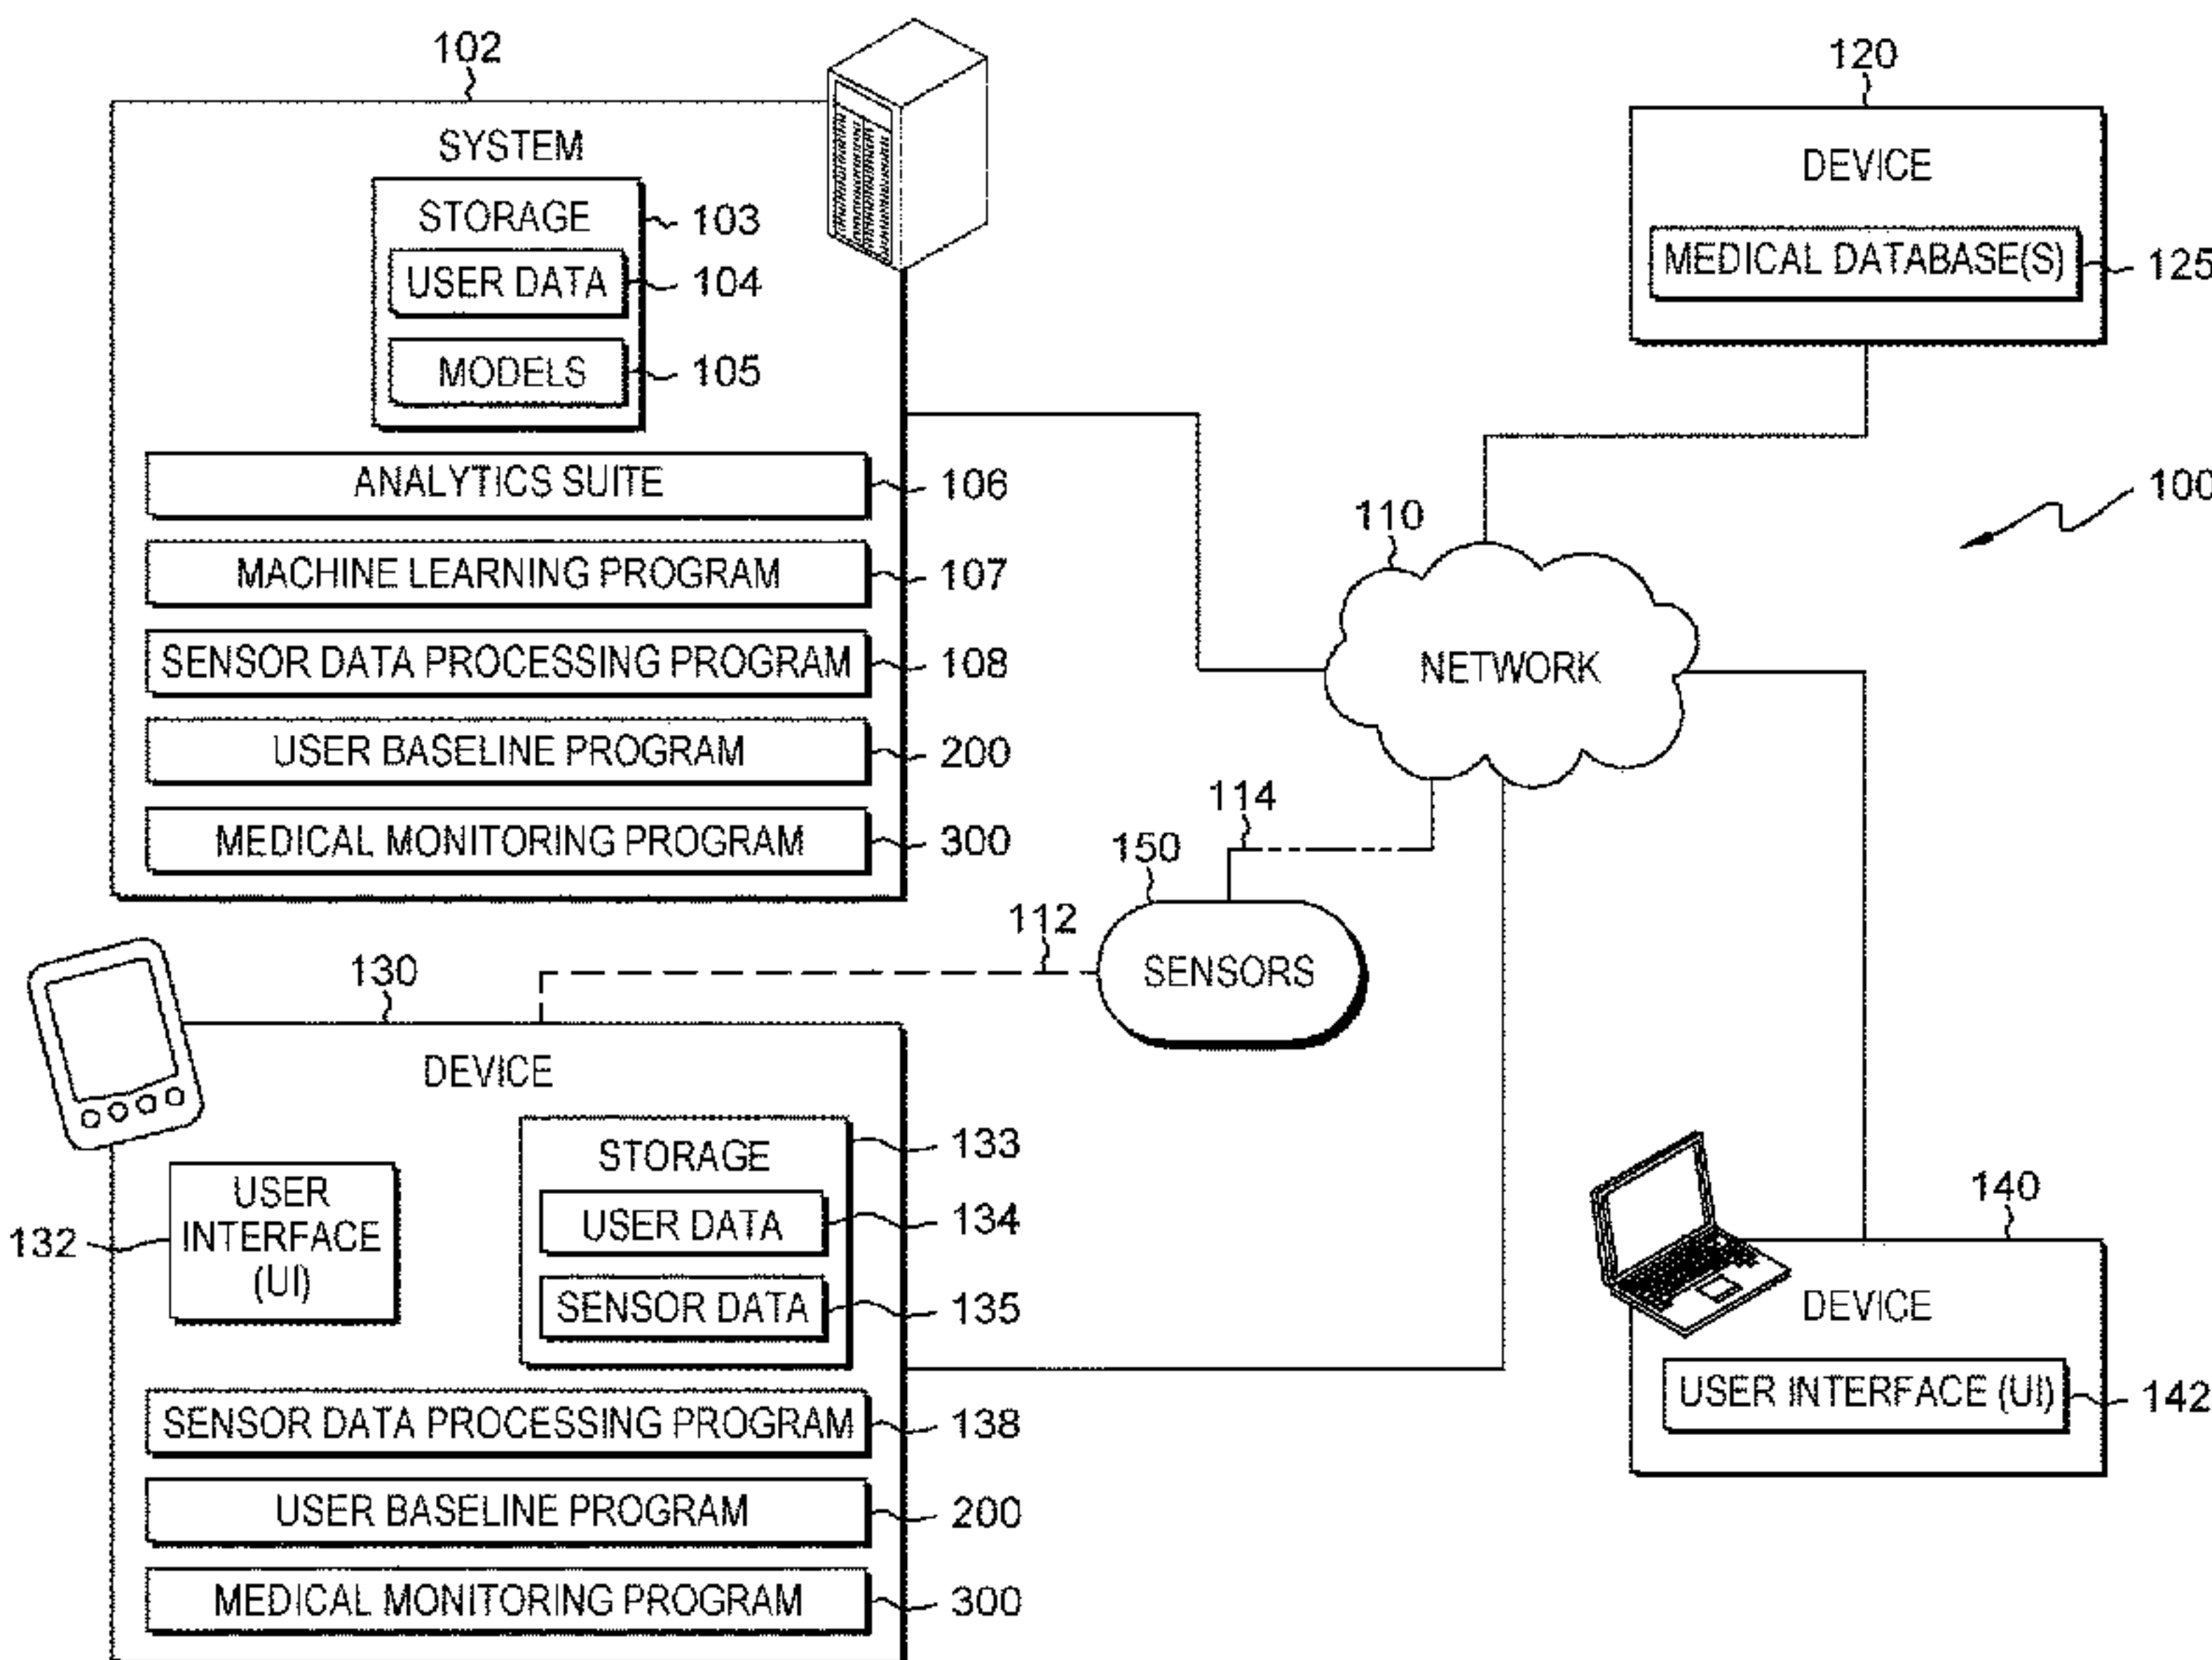 102
SYSTEM
STORAGE
103
USER DATA
104
MODELS
105
ANALYTICS SUITE
106
MACHINE LEARNING PROGRAM
107
SENSOR DATA PROCESSING PROGRAM
108
USER BASELINE PROGRAM
200
MEDICAL MONITORING PROGRAM
300
120
DEVICE
MEDICAL DATABASE(S)
125
100
110
NETWORK
114
150
SENSORS
112
130
DEVICE
STORAGE
133
USER DATA
134
SENSOR DATA
135
USER
INTERFACE
(UI)
132
SENSOR DATA PROCESSING PROGRAM
138
USER BASELINE PROGRAM
200
MEDICAL MONITORING PROGRAM
300
140
DEVICE
USER INTERFACE (UI)
142